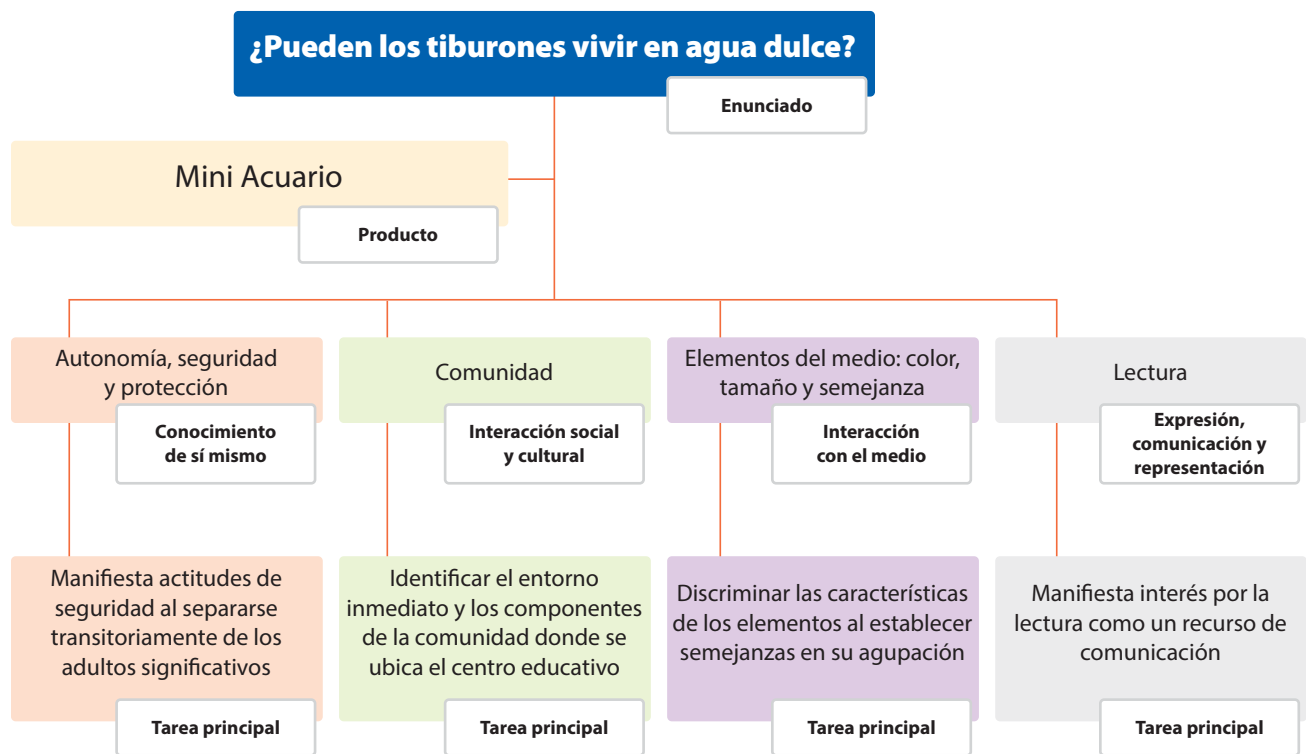 ¿Pueden los tiburones vivir en agua dulce?
Enunciado
Mini Acuario
Producto
Autonomía, seguridad
y protección
Conocimiento
de sí mismo
Comunidad
Interacción social
y cultural
Elementos del medio: color,
tamaño y semejanza
Interacción
con el medio
Lectura
Expresión,
comunicación y
representación
Manifiesta actitudes de
seguridad al separarse
transitoriamente de los
adultos significativos
Tarea principal
Identificar el entorno
inmediato y los componentes
de la comunidad donde se
ubica el centro educativo
Tarea principal
Discriminar las características
de los elementos al establecer
semejanzas en su agupación
Tarea principal
Manifiesta interés por la
lectura como un recurso de
comunicación
Tarea principal